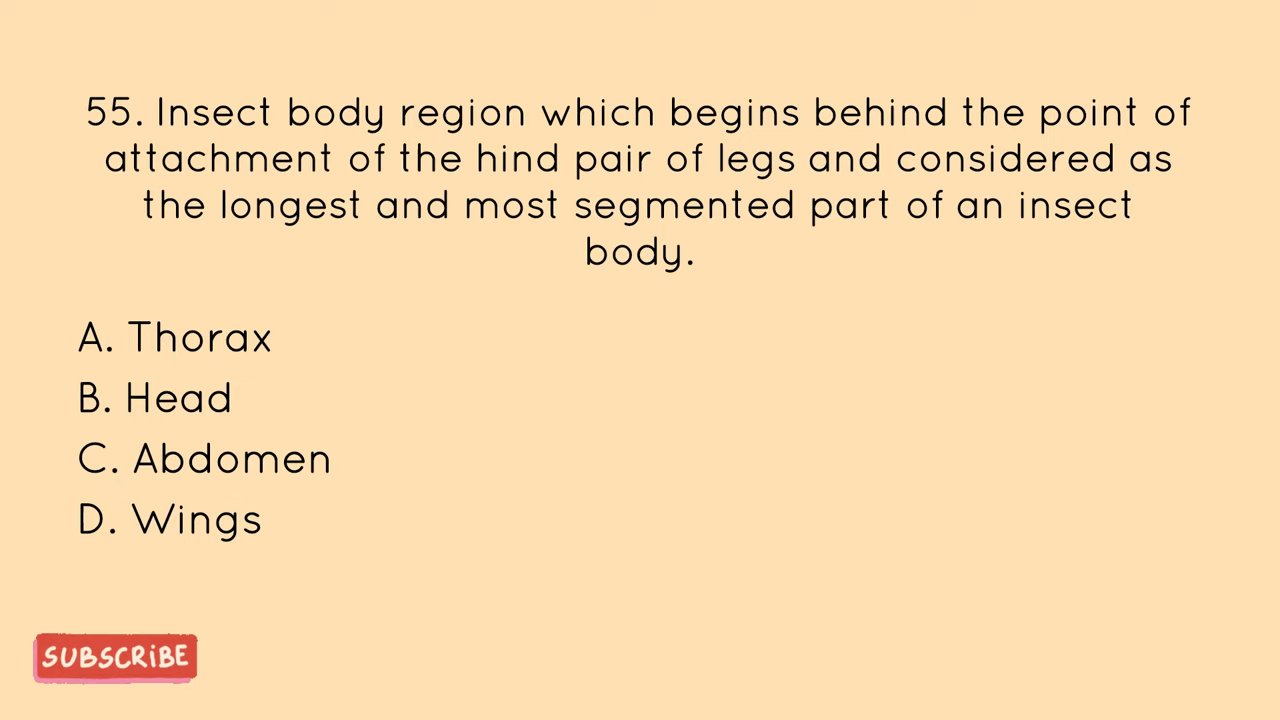 55. Insect body region which begins behind the point of
attachment of the hind pair of legs and considered as
the longest and most segmented part of an insect
body.
A. Thorax
B. Head
C. Abdomen
D. Wings
SUBSCRiBE